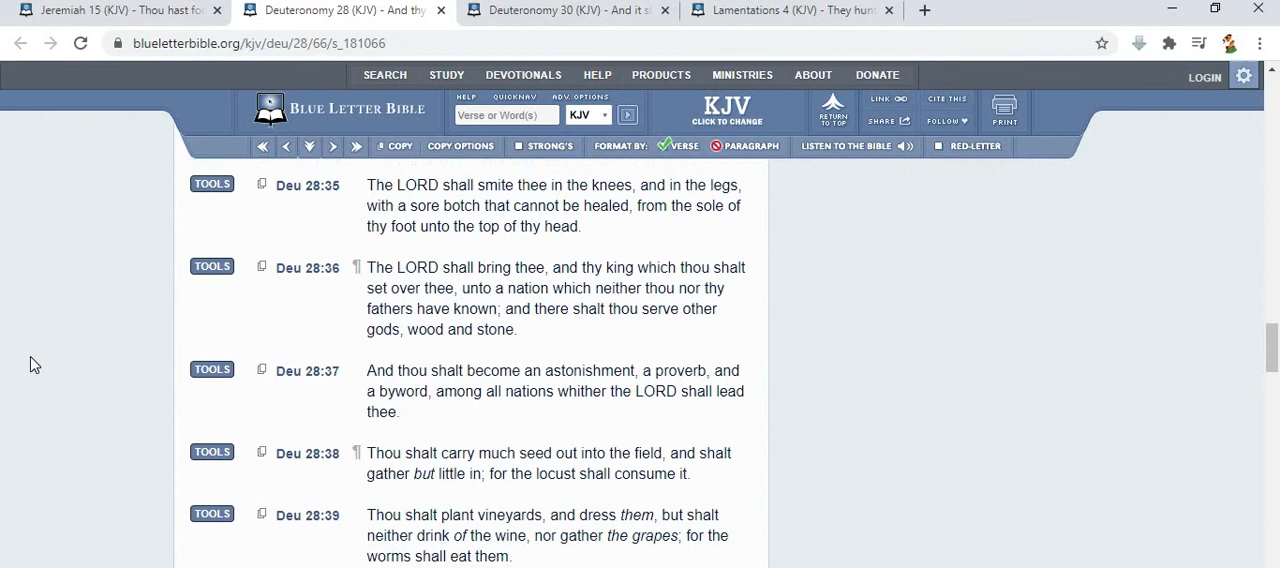 Jeremiah 15 (KJV) - Thou hast fo
Deuteronomy 28 (KJV) - And thy
Deuteronomy 30 (KJV) - And it s
Lamentations 4 (KJV) - They hun
blueletterbible.org/kjv/deu/28/66/s_181066
SEARCH STUDY DEVOTIONALS HELP PRODUCTS MINISTRIES ABOUT DONATE
LOGIN
HELP QUICKNAV ADV. OPTIONS
BLUE LETTER BIBLE
Verse or Word(s)
KJV
KJV
CLICK TO CHANGE
RETURN
TO TOP
LINK
CITE THIS
SHARE
FOLLOW
PRINT
COPY COPY OPTIONS STRONG'S FORMAT BY: VERSE PARAGRAPH LISTEN TO THE BIBLE RED-LETTER
TOOLS Deu 28:35 The LORD shall smite thee in the knees, and in the legs,
with a sore botch that cannot be healed, from the sole of
thy foot unto the top of thy head.
TOOLS Deu 28:36 ¶ The LORD shall bring thee, and thy king which thou shalt
set over thee, unto a nation which neither thou nor thy
fathers have known; and there shalt thou serve other
gods, wood and stone.
TOOLS Deu 28:37 And thou shalt become an astonishment, a proverb, and
a byword, among all nations whither the LORD shall lead
thee.
TOOLS Deu 28:38 ¶ Thou shalt carry much seed out into the field, and shalt
gather but little in; for the locust shall consume it.
TOOLS Deu 28:39 Thou shalt plant vineyards, and dress them, but shalt
neither drink of the wine, nor gather the grapes; for the
worms shall eat them.